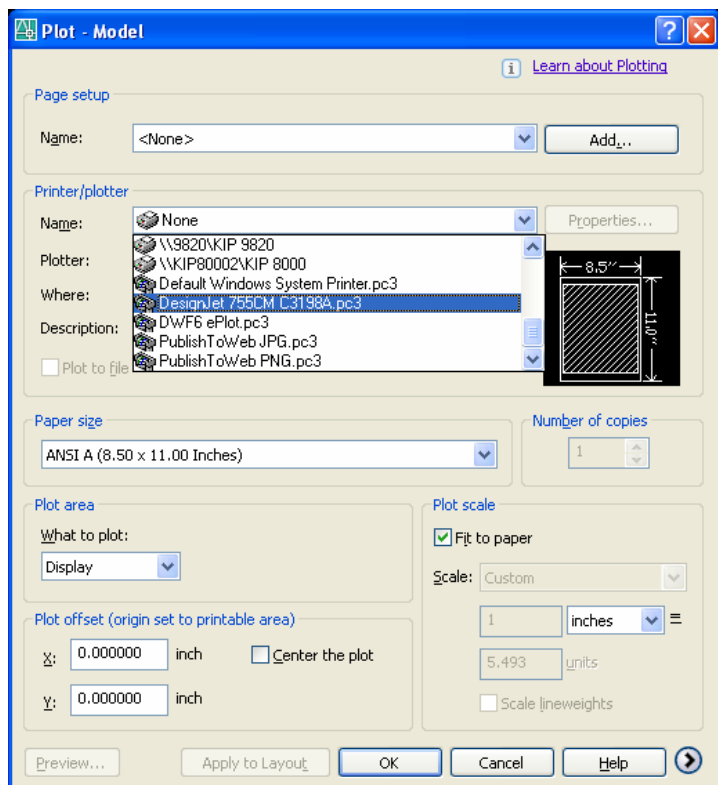 Plot - Model
Learn about Plotting
Page setup
Name:
<None>
Add...
Printer/plotter
Name:
None
Properties...
\\9820\KIP 9820
\\KIP80002\KIP 8000
Default Windows System Printer.pc3
DesignJet 755CM C3198A.pc3
DWF6 ePlot.pc3
PublishToWeb JPG.pc3
PublishToWeb PNG.pc3
Plotter:
Where:
Description:
Plot to file
8.5"
11.0"
Paper size
ANSI A (8.50 x 11.00 Inches)
Number of copies
1
Plot area
What to plot:
Display
Plot scale
Fit to paper
Scale:
Custom
1
inches
=
5.493
units
Scale lineweights
Plot offset (origin set to printable area)
X:
0.000000
inch
Center the plot
Y:
0.000000
inch
Preview...
Apply to Layout
OK
Cancel
Help